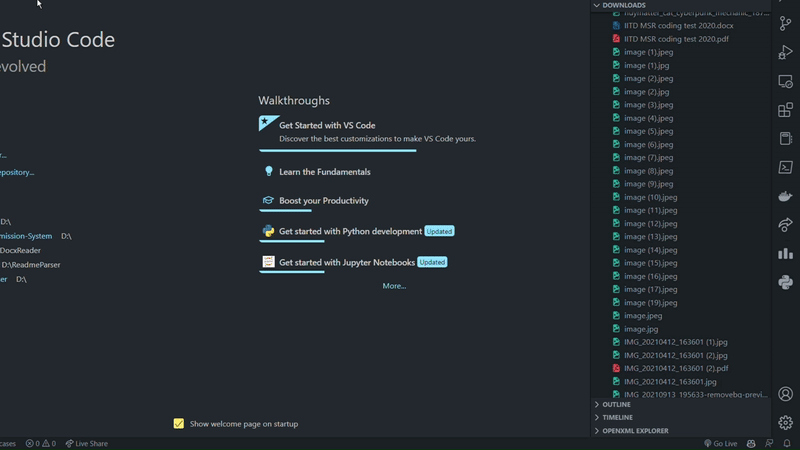 Studio Code
evolved
Walkthroughs
Get Started with VS Code
Discover the best customizations to make VS Code yours.
Learn the Fundamentals
Boost your Productivity
Get started with Python development Updated
Get started with Jupyter Notebooks Updated
More...
r...
epository...
D:\
mission-System D:\
DocxReader
D:\ReadmeParser
er D:\
Show welcome page on startup
DOWNLOADS
IITD MSR coding test 2020.docx
IITD MSR coding test 2020.pdf
image (1).jpeg
image (1).jpg
image (2).jpeg
image (2).jpg
image (3).jpeg
image (4).jpeg
image (5).jpeg
image (6).jpeg
image (7).jpeg
image (8).jpeg
image (9).jpeg
image (10).jpeg
image (11).jpeg
image (12).jpeg
image (13).jpeg
image (14).jpeg
image (15).jpeg
image (16).jpeg
image (17).jpeg
image (19).jpeg
image.jpeg
image.jpg
IMG_20210412_163601 (1).jpg
IMG_20210412_163601 (2).jpg
IMG_20210412_163601 (2).pdf
IMG_20210412_163601.jpg
IMG_20210913_195633-removebg-previ...
OUTLINE
TIMELINE
OPENXML EXPLORER
cases 0 0 Live Share
Go Live